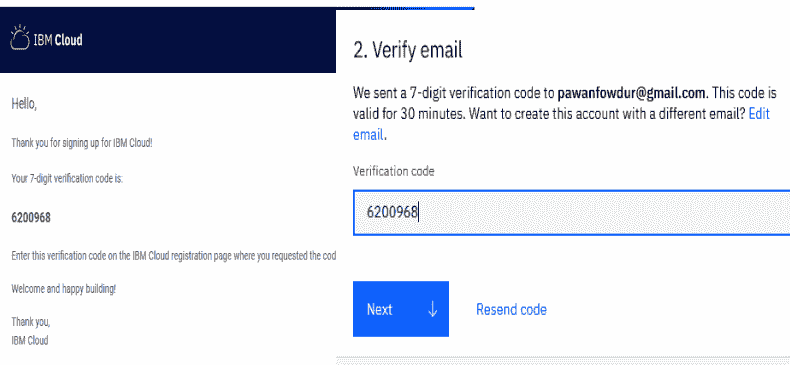 IBM Cloud
Hello,
Thank you for signing up for IBM Cloud!
Your 7-digit verification code is:
6200968
Enter this verification code on the IBM Cloud registration page where you requested the cod
Welcome and happy building!
Thank you,
IBM Cloud
2. Verify email
We sent a 7-digit verification code to pawanfowdur@gmail.com. This code is
valid for 30 minutes. Want to create this account with a different email? Edit
email.
Verification code
6200968
Next
Resend code